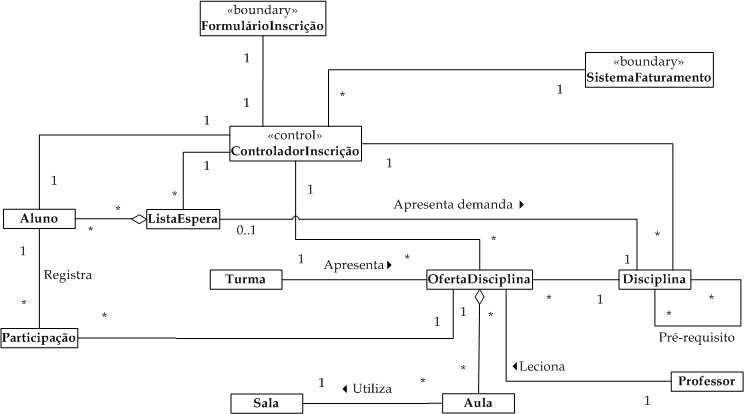 «boundary»
FormulárioInscrição
1
1
«boundary»
SistemaFaturamento
*
1
1
«control»
ControladorInscrição
1
1
1
1
*
*
*
Aluno
ListaEspera
0..1
Apresenta demanda
*
*
1
1
Registra
1
Apresenta
*
Turma
OfertaDisciplina
*
1
Disciplina
*
*
Pré-requisito
*
*
1
1
*
Participação
Leciona
*
1
Utiliza
*
Professor
1
Sala
Aula